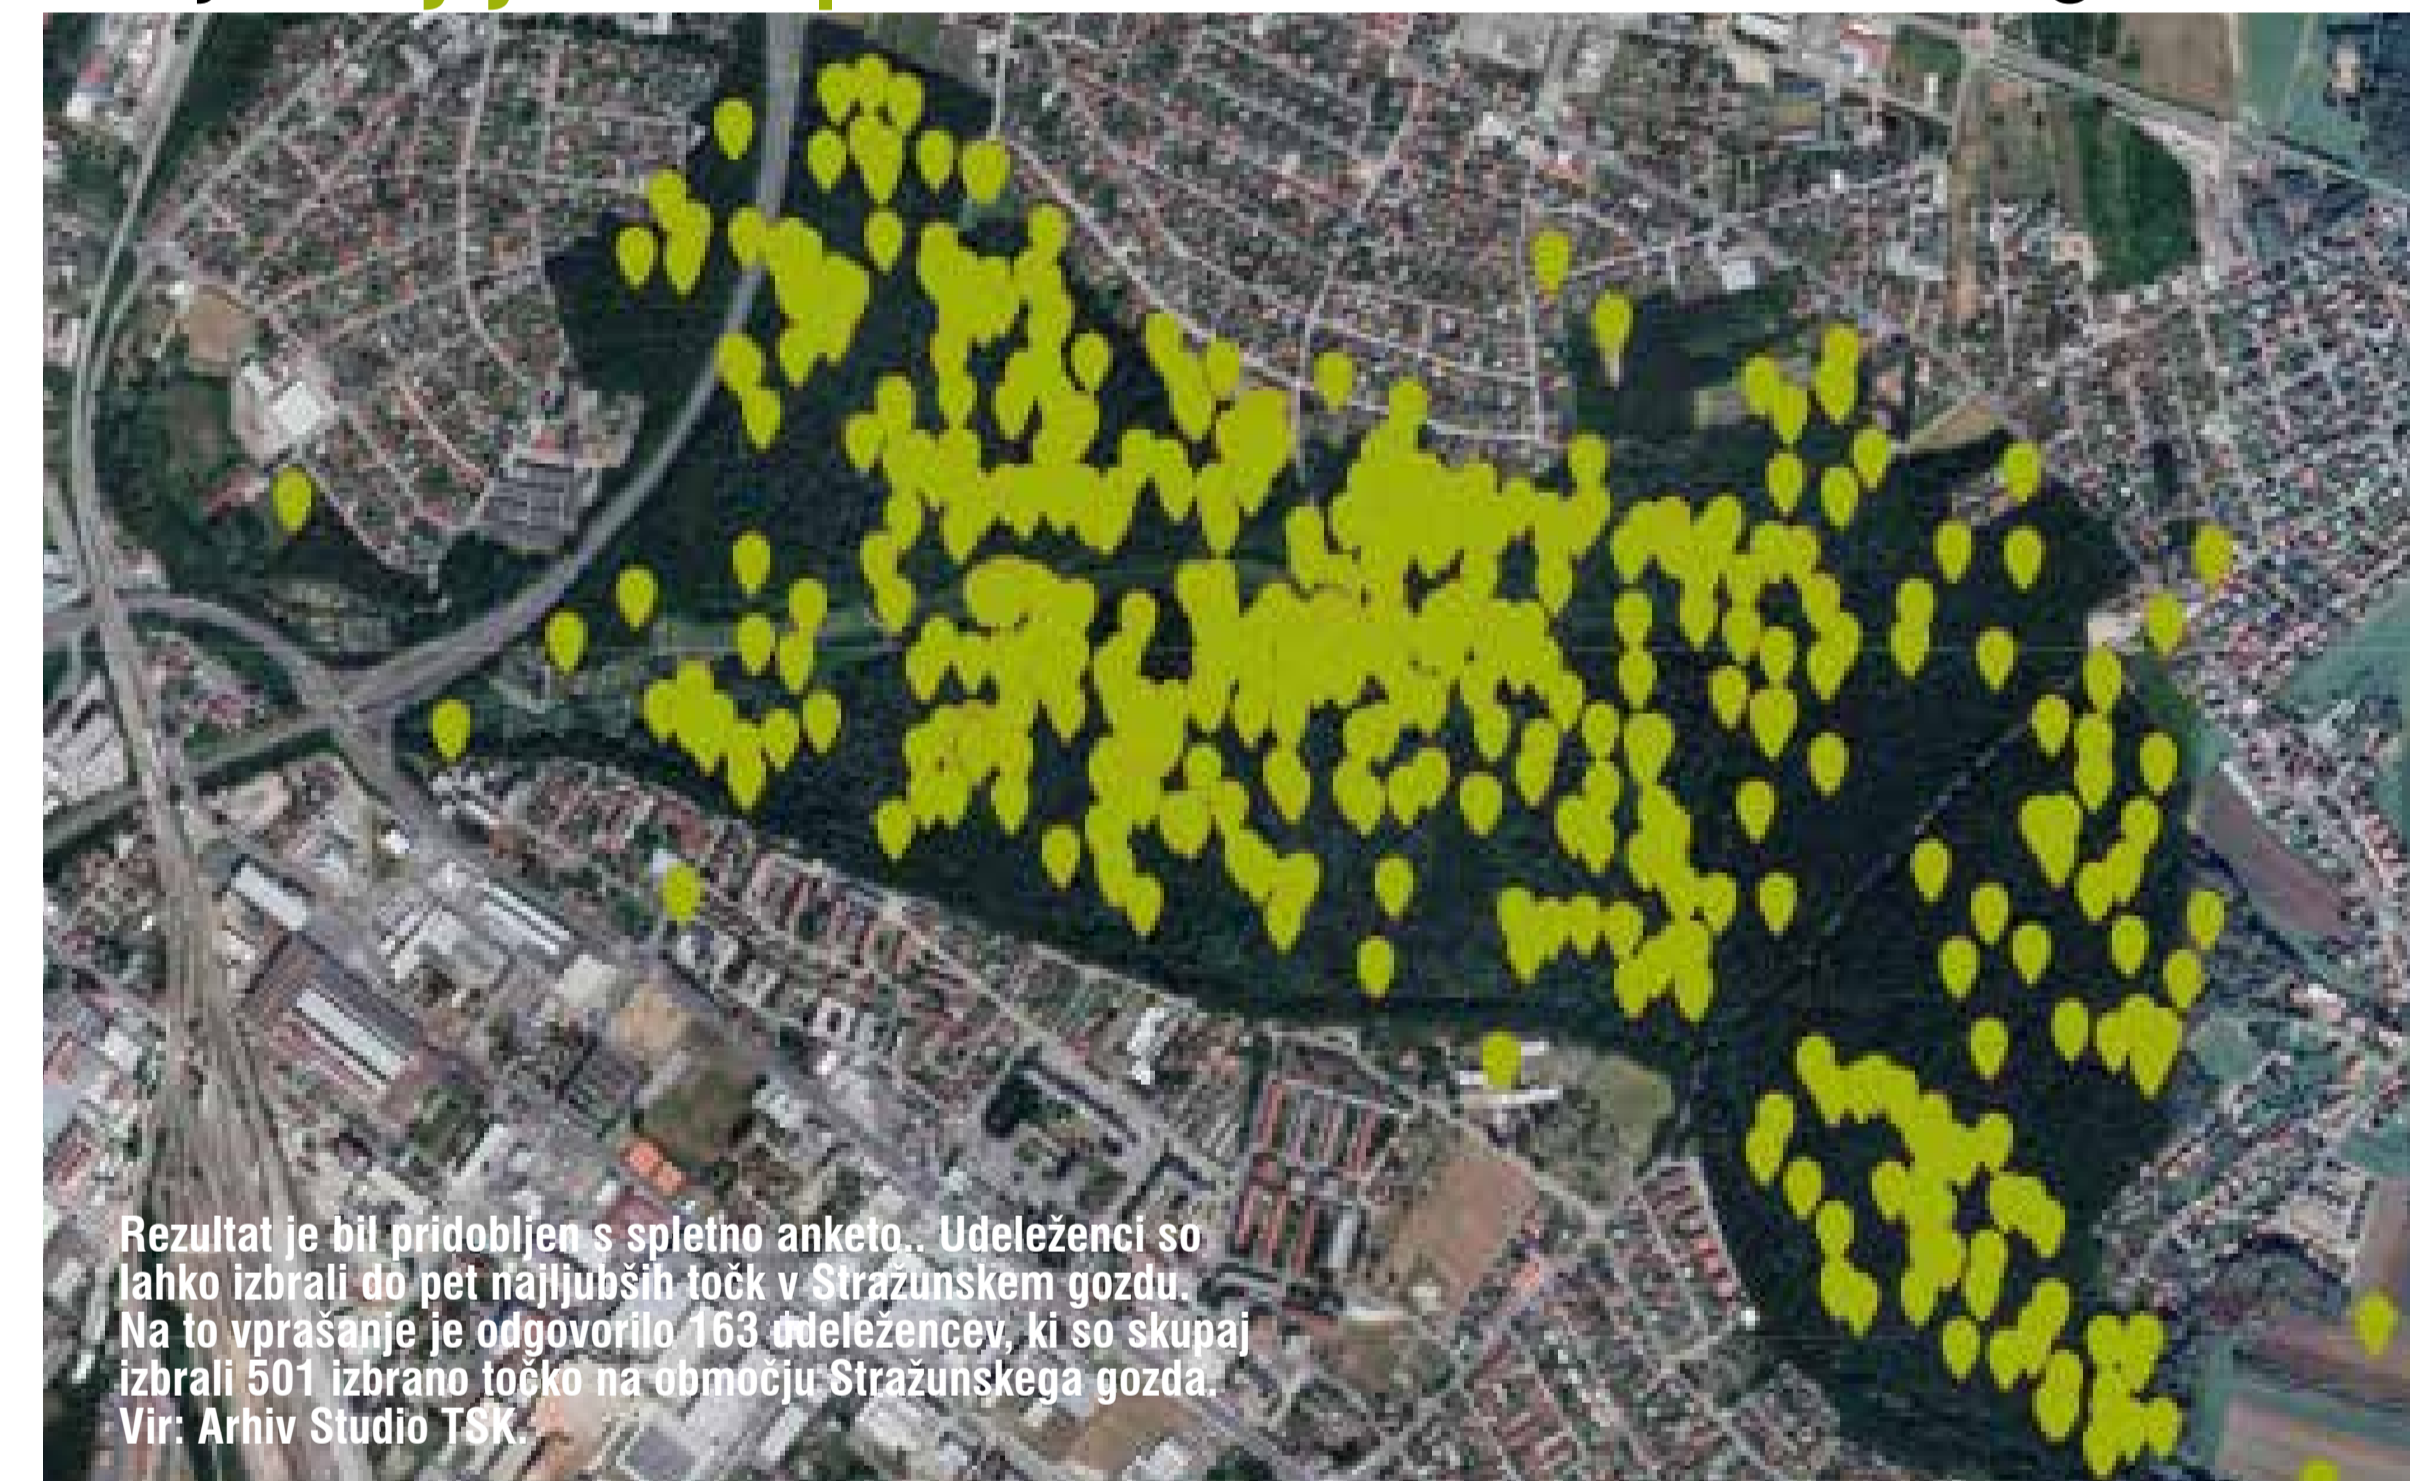 Rezultat je bil pridobljen s spletno anketo.. Udeleženci so
lahko izbrali do pet najljubših točk v Stražunskem gozdu.
Na to vprašanje je odgovorilo 163 udeležencev, ki so skupaj
izbrali 501 izbrano točko na območju Stražunskega gozda.
Vir: Arhiv Studio TSK.